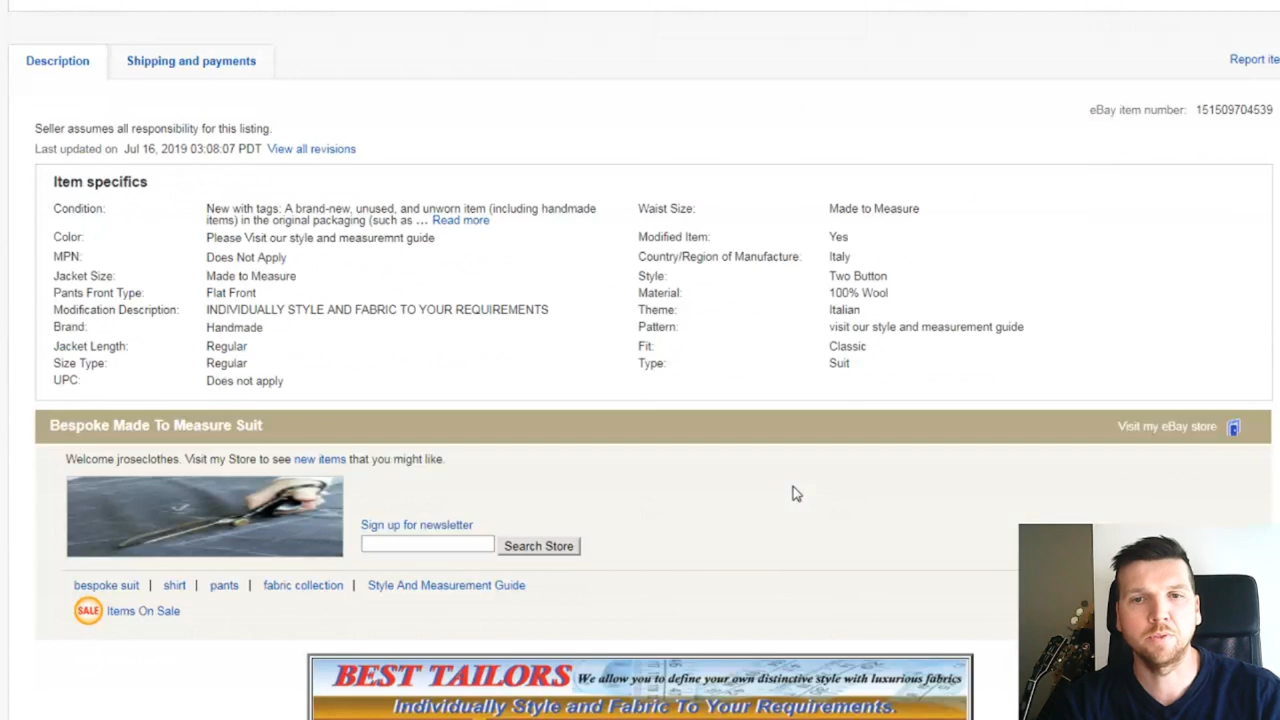 Description
Shipping and payments
Report ite
eBay item number: 151509704539
Seller assumes all responsibility for this listing.
Last updated on Jul 16, 2019 03:08:07 PDT View all revisions
Item specifics
Condition: New with tags: A brand-new, unused, and unworn item (including handmade
items) in the original packaging (such as ... Read more
Waist Size: Made to Measure
Color: Please Visit our style and measuremnt guide
Modified Item: Yes
MPN: Does Not Apply
Country/Region of Manufacture: Italy
Jacket Size: Made to Measure
Style: Two Button
Pants Front Type: Flat Front
Material: 100% Wool
Modification Description: INDIVIDUALLY STYLE AND FABRIC TO YOUR REQUIREMENTS
Theme: Italian
Brand: Handmade
Pattern: visit our style and measurement guide
Jacket Length: Regular
Fit: Classic
Size Type: Regular
Type: Suit
UPC: Does not apply
Bespoke Made To Measure Suit
Visit my eBay store
Welcome jroseclothes. Visit my Store to see new items that you might like.
Sign up for newsletter
Search Store
bespoke suit | shirt | pants | fabric collection | Style And Measurement Guide
SALE Items On Sale
BEST TAILORS We allow you to define your own distinctive style with luxurious fabrics
Individually Style and Fabric To Your Requirements.